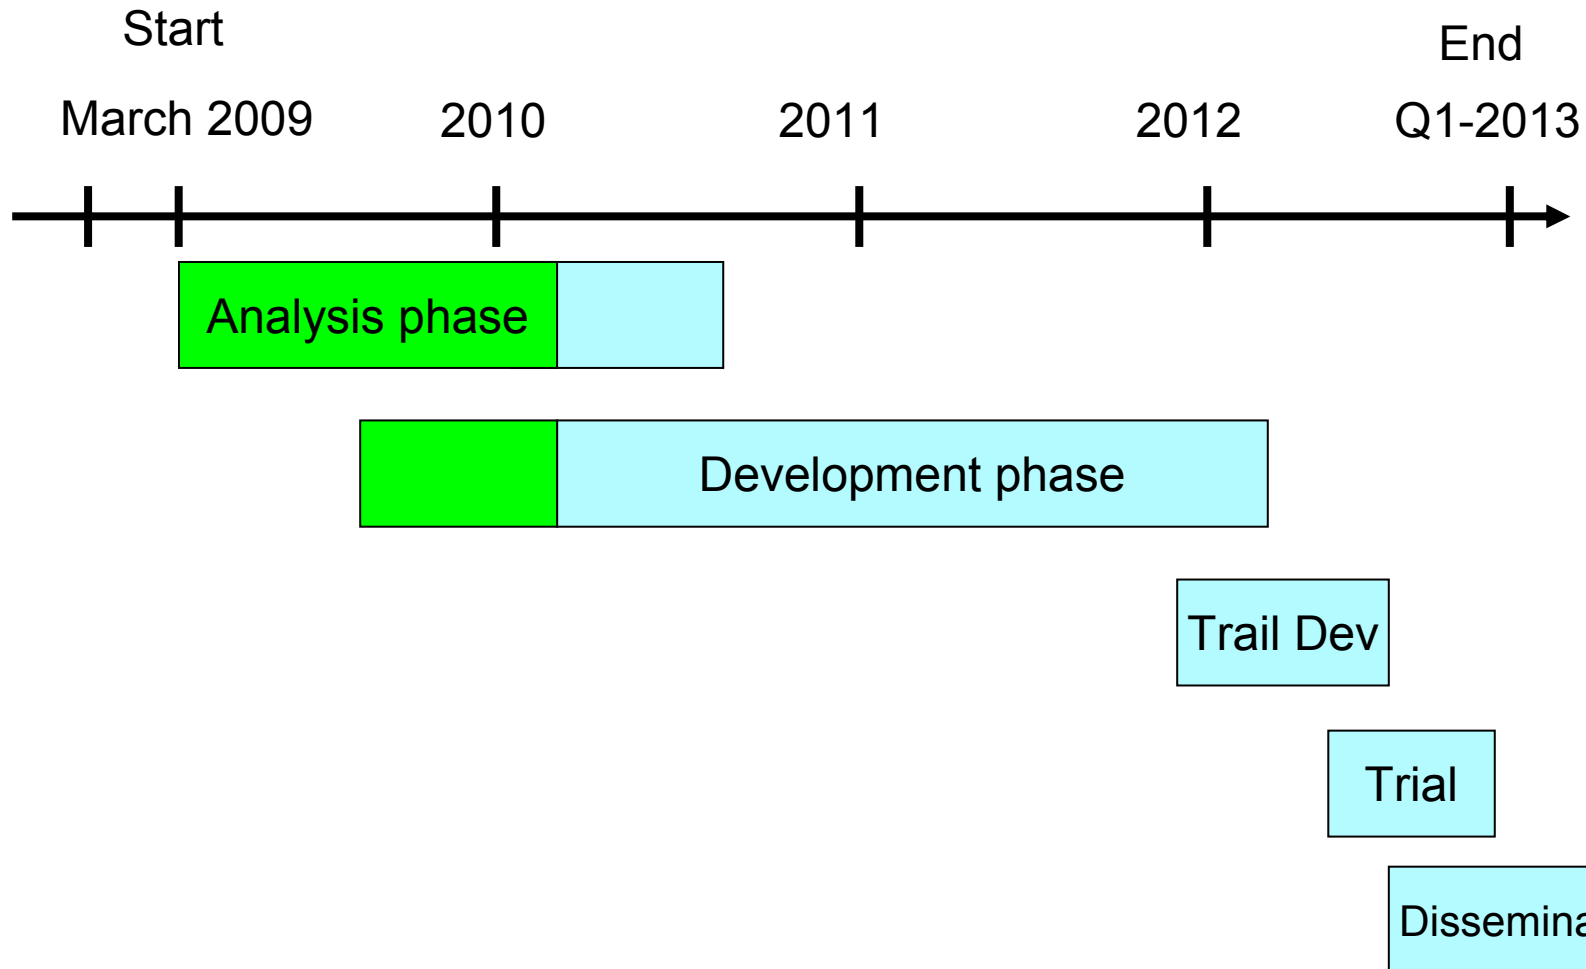 Start
End
March 2009
2010
2011
2012
Q1-2013
Analysis phase
Development phase
Trail Dev
Trial